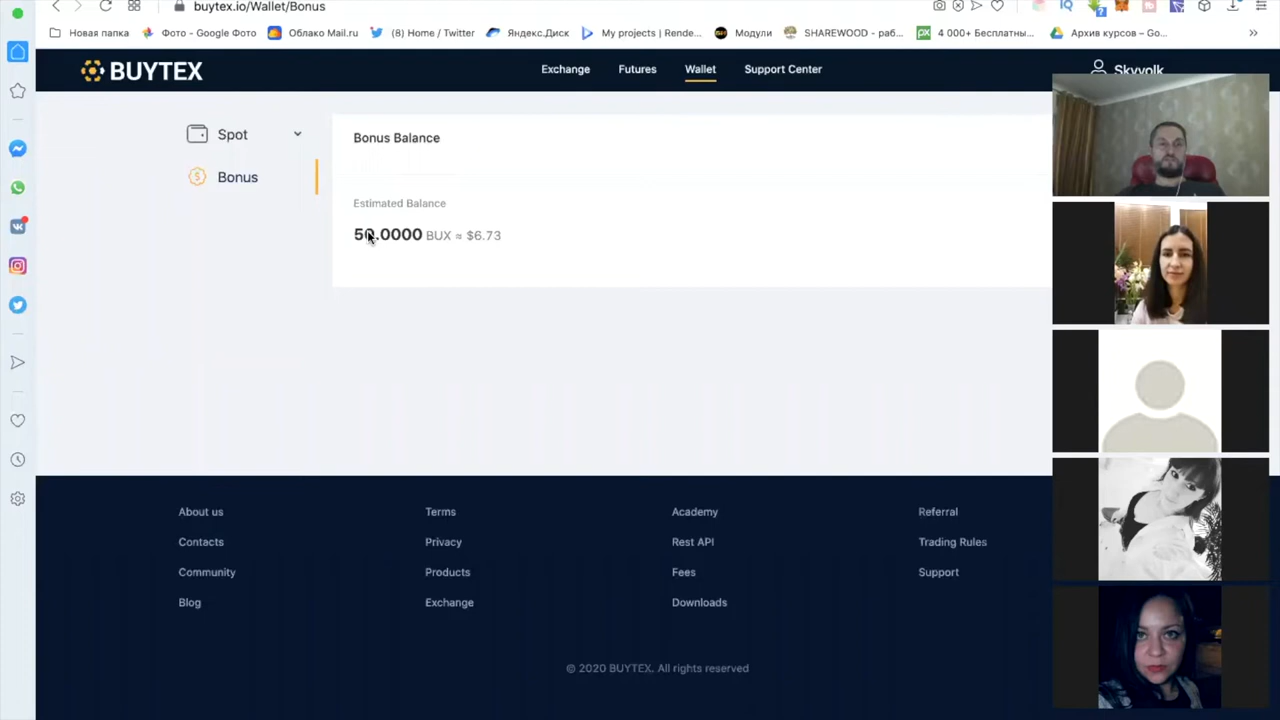 buytex.io/Wallet/Bonus
Новая папка
Фото - Google Фото
Облако Mail.ru
(8) Home / Twitter
Яндекс.Диск
My projects | Rende...
Модули
SHAREWOOD - раб...
4 000+ Бесплатны...
Архив курсов – Go...
BUYTEX
Exchange
Futures
Wallet
Support Center
Skyvolk
Spot
Bonus
Bonus Balance
Estimated Balance
50.0000 BUX ≈ $6.73
About us
Terms
Academy
Referral
Contacts
Privacy
Rest API
Trading Rules
Community
Products
Fees
Support
Blog
Exchange
Downloads
© 2020 BUYTEX. All rights reserved